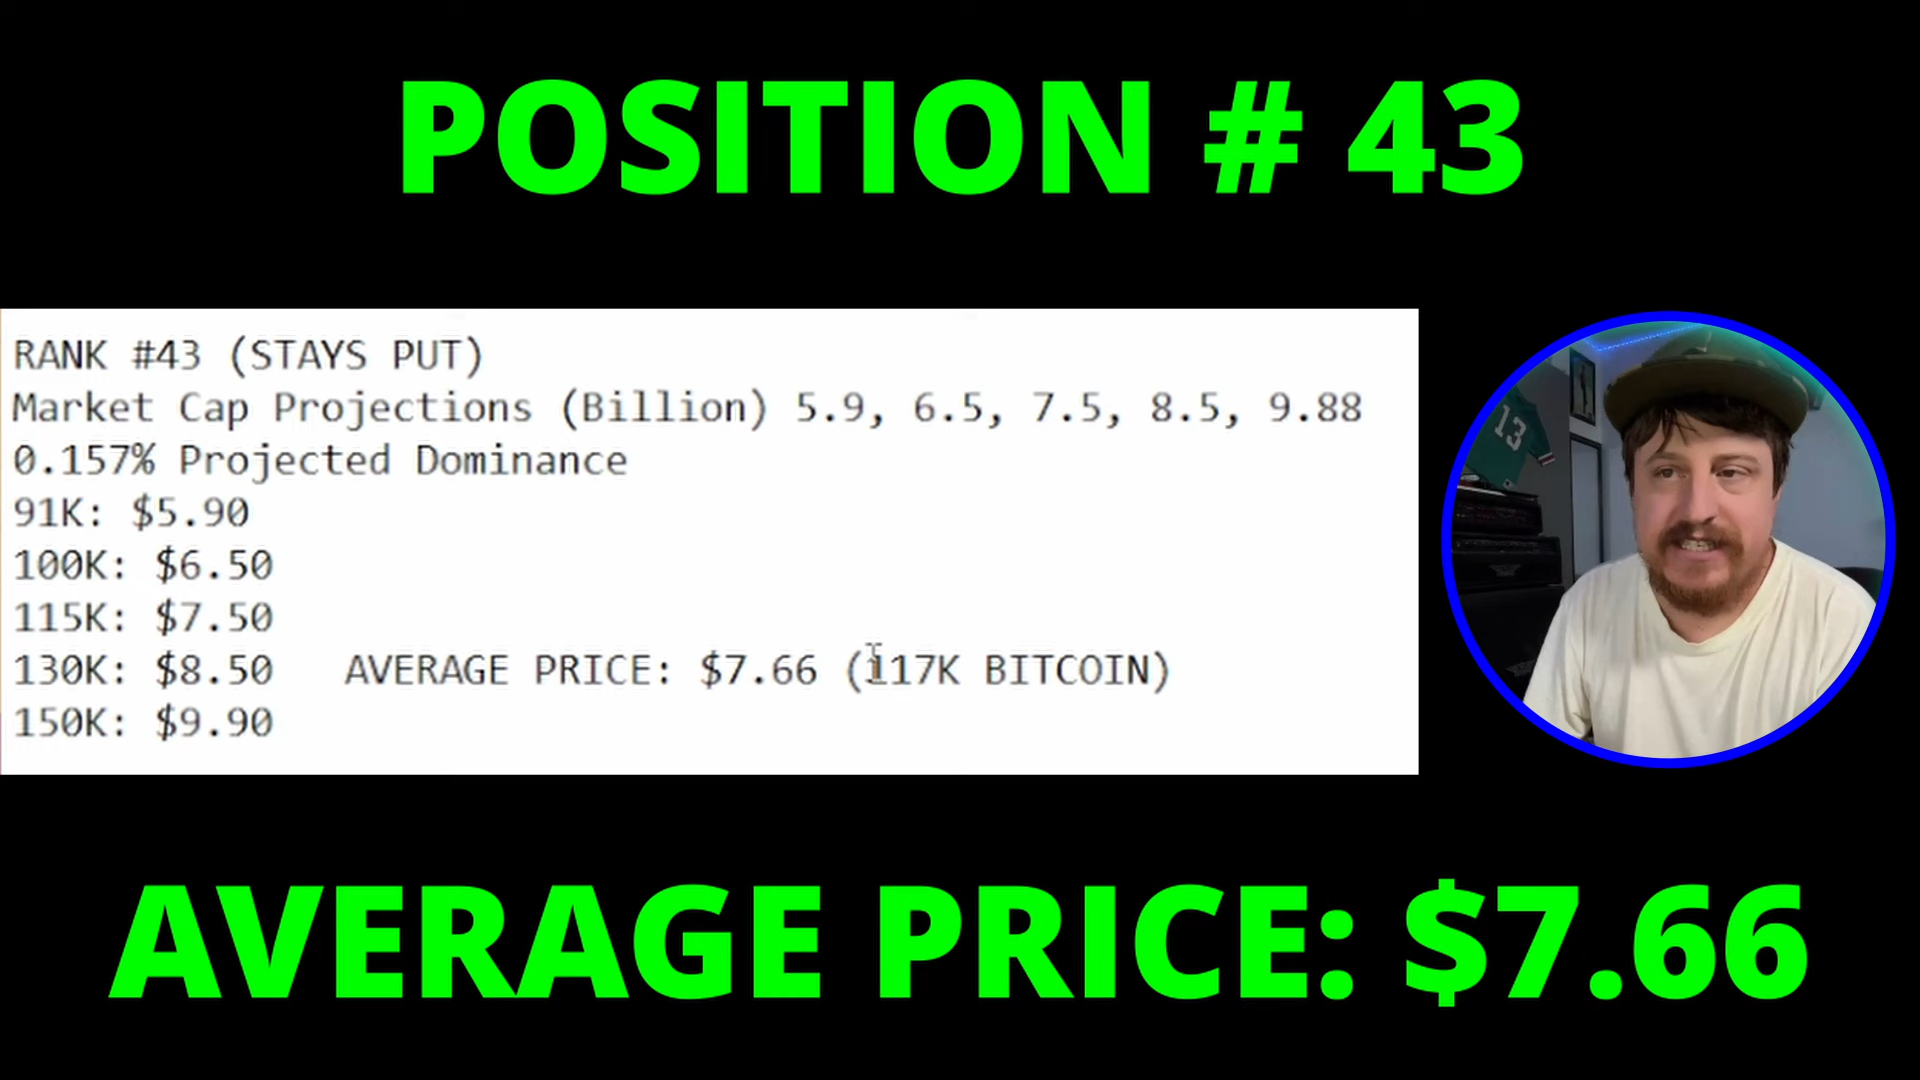 POSITION # 43
RANK #43 (STAYS PUT)
Market Cap Projections (Billion) 5.9, 6.5, 7.5, 8.5, 9.88
0.157% Projected Dominance
91K: $5.90
100K: $6.50
115K: $7.50
130K: $8.50 AVERAGE PRICE: $7.66 (117K BITCOIN)
150K: $9.90
13
AVERAGE PRICE: $7.66